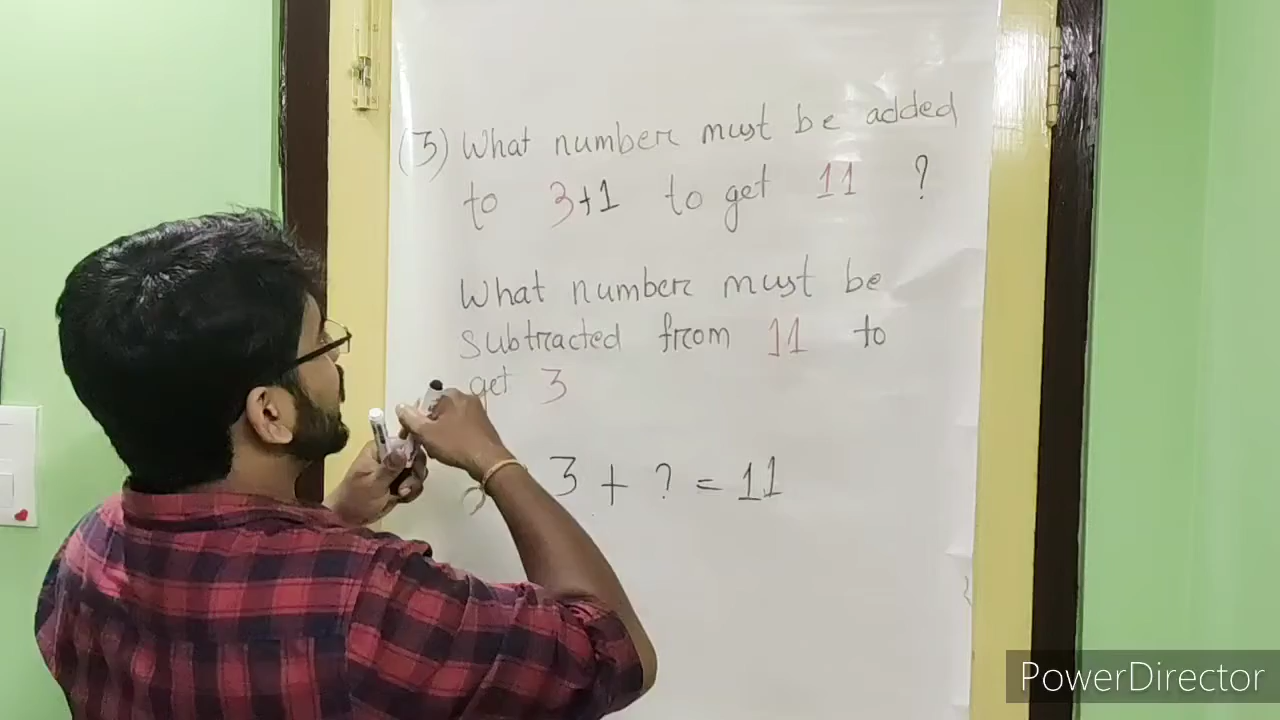 (3) What number must be added
to 3+1 to get 11 ?
What number must be
subtracted from 11 to
get 3
3 + ? = 11
PowerDirector